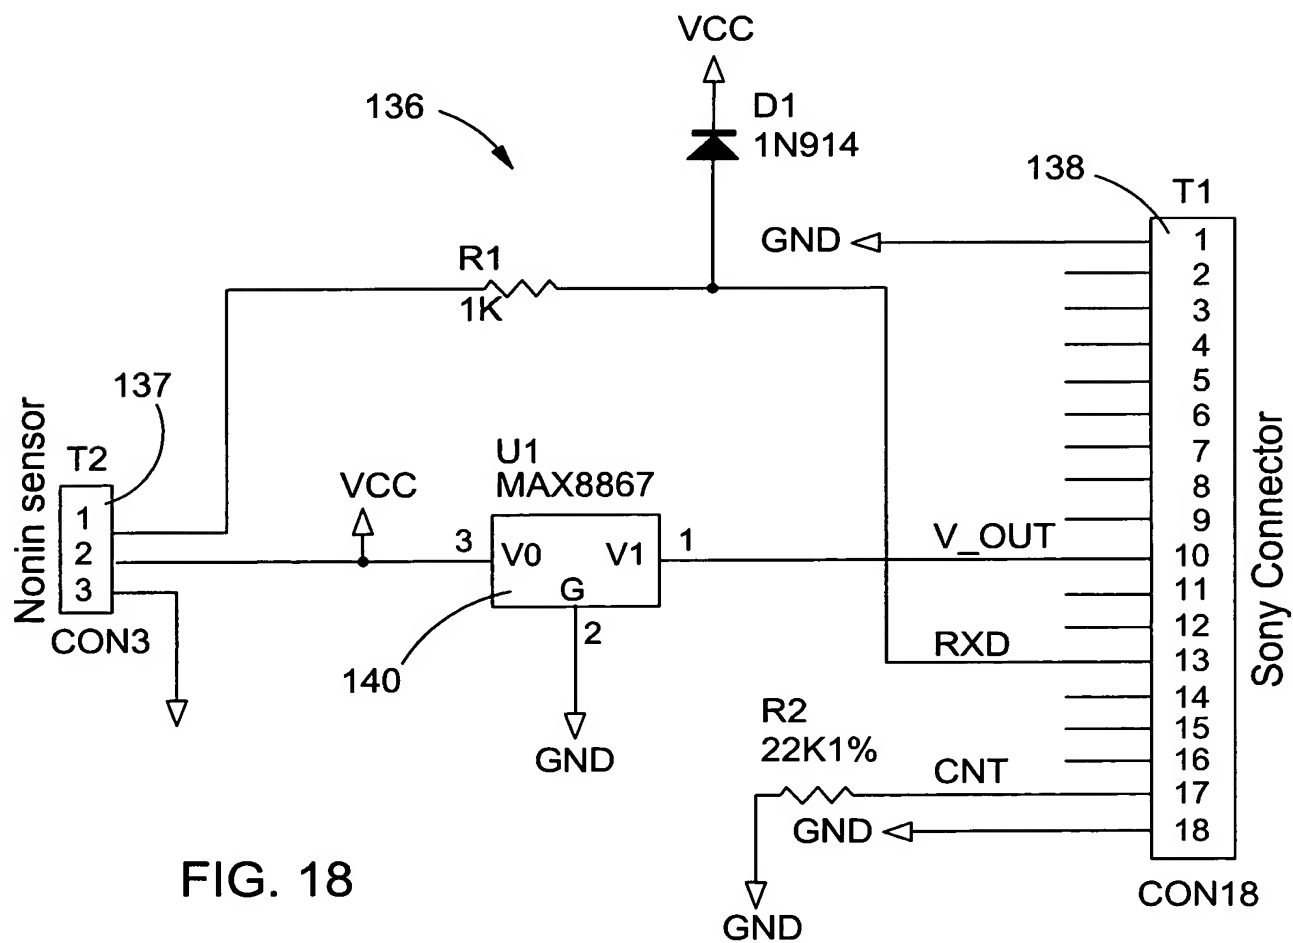 VCC
136
D1
1N914
138
T1
GND
R1
1K
1
2
3
4
5
6
7
8
9
10
11
12
13
14
15
16
17
18
137
Nonin sensor
T2
1
2
3
CON3
VCC
U1
MAX8867
3
V0
V1
1
G
2
140
GND
V_OUT
RXD
R2
22K1%
CNT
GND
GND
Sony Connector
CON18
FIG. 18